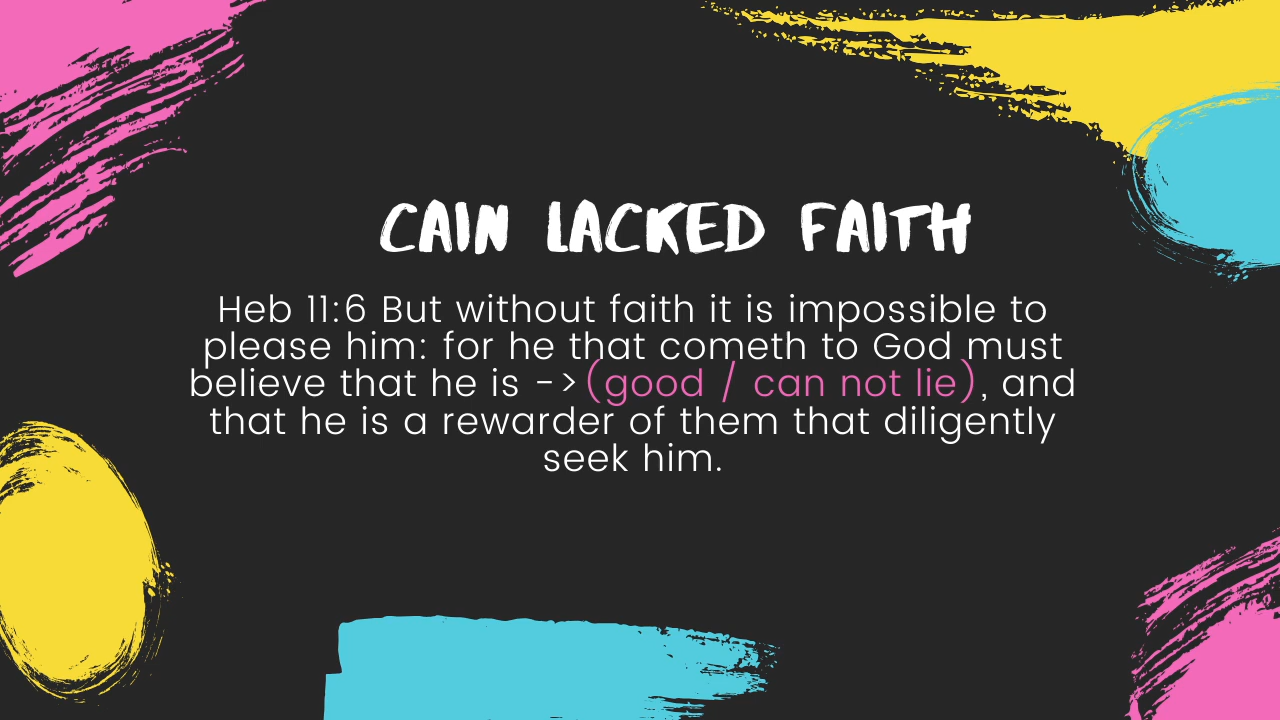 CAIN LACKED FAITH
Heb 11:6 But without faith it is impossible to
please him: for he that cometh to God must
believe that he is ->(good / can not lie), and
that he is a rewarder of them that diligently
seek him.